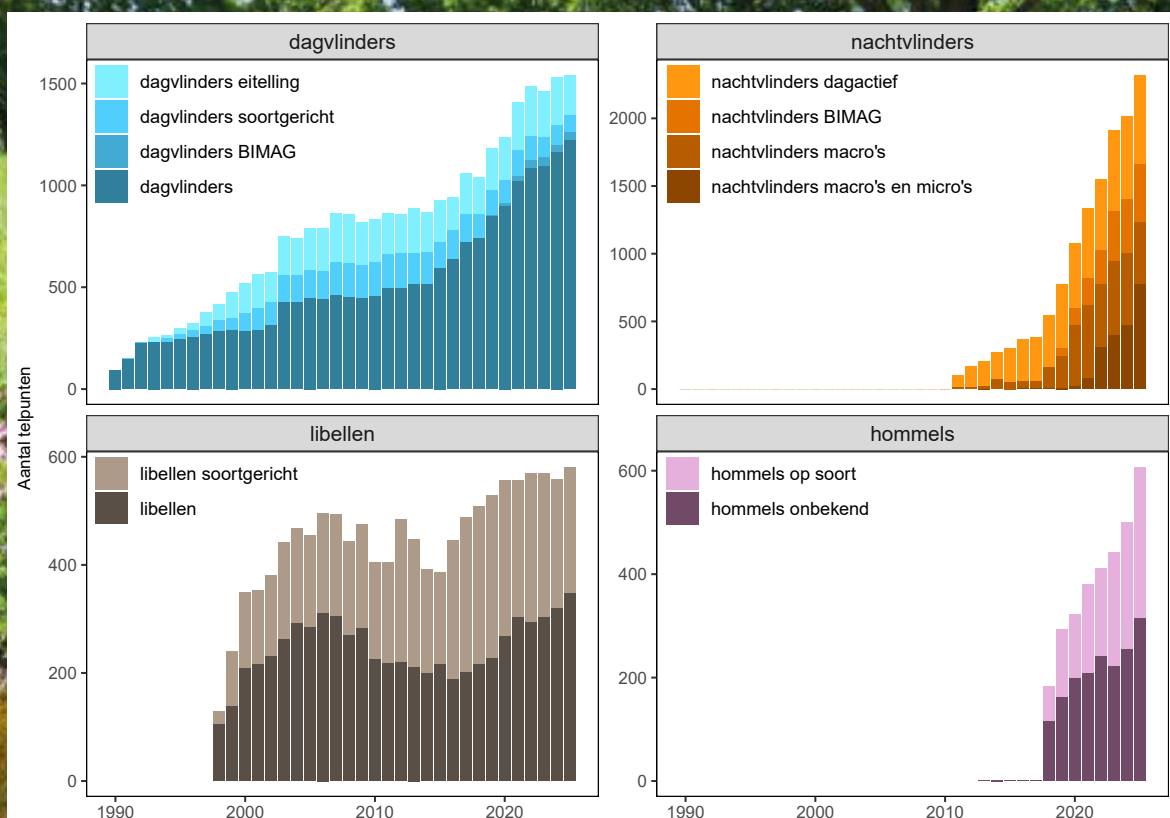 dagvlinders
nachtvlinders
Aantal telpunten
1500
1000
500
0
dagvlinders eitelling
dagvlinders soortgericht
dagvlinders BIMAG
dagvlinders
2000
1500
1000
500
0
nachtvlinders dagactief
nachtvlinders BIMAG
nachtvlinders macro's
nachtvlinders macro's en micro's
libellen
hommels
600
400
200
0
libellen soortgericht
libellen
600
400
200
0
hommels op soort
hommels onbekend
1990 2000 2010 2020
1990 2000 2010 2020